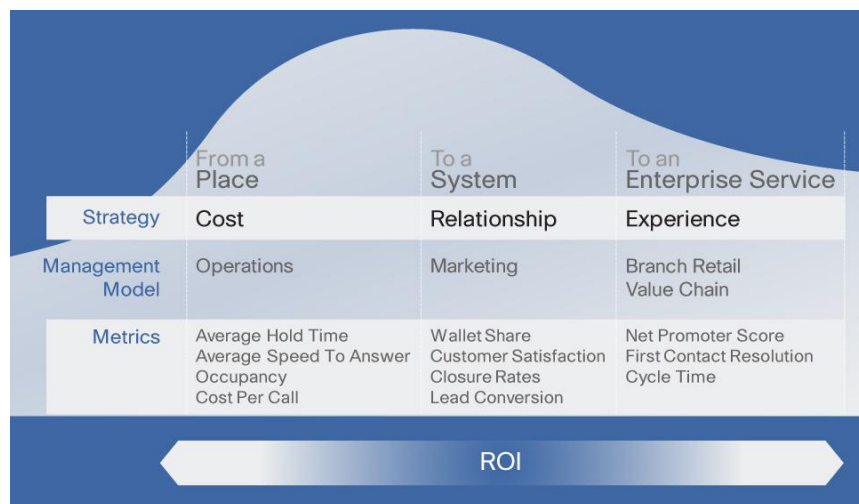 From a
Place
To a
System
To an
Enterprise Service
Strategy
Cost
Relationship
Experience
Management
Model
Operations
Marketing
Branch Retail
Value Chain
Metrics
Average Hold Time
Average Speed To Answer
Occupancy
Cost Per Call
Wallet Share
Customer Satisfaction
Closure Rates
Lead Conversion
Net Promoter Score
First Contact Resolution
Cycle Time
ROI